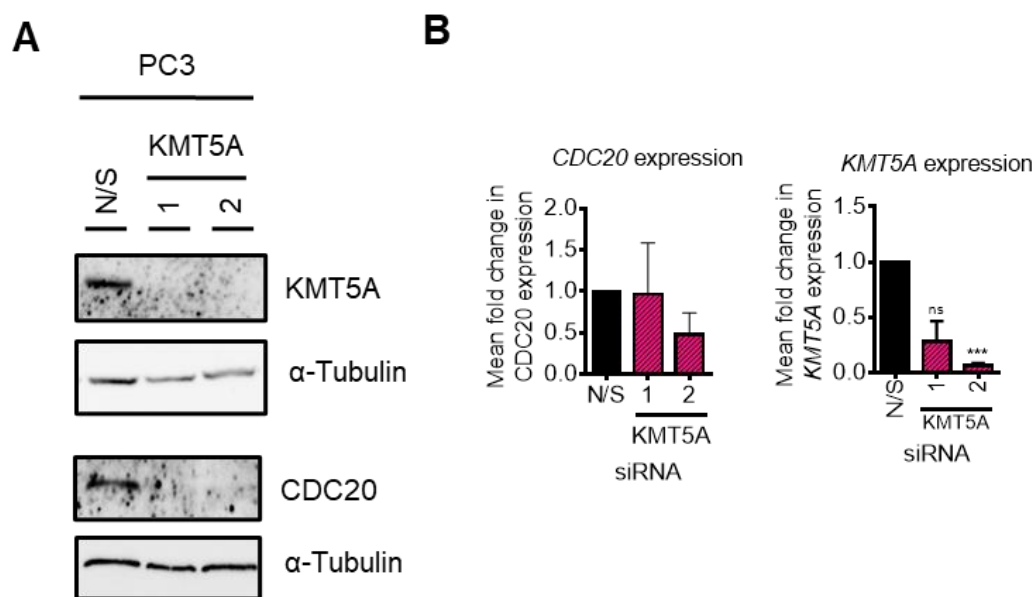 A
PC3
KMT5A
N/S
1
2
KMT5A
α-Tubulin
CDC20
α-Tubulin
B
CDC20 expression
Mean fold change in
CDC20 expression
2.0
1.5
1.0
0.5
0.0
N/S 1 2
KMT5A
siRNA
KMT5A expression
Mean fold change in
KMT5A expression
1.5
1.0
0.5
0.0
ns
***
N/S
1
2
KMT5A
siRNA